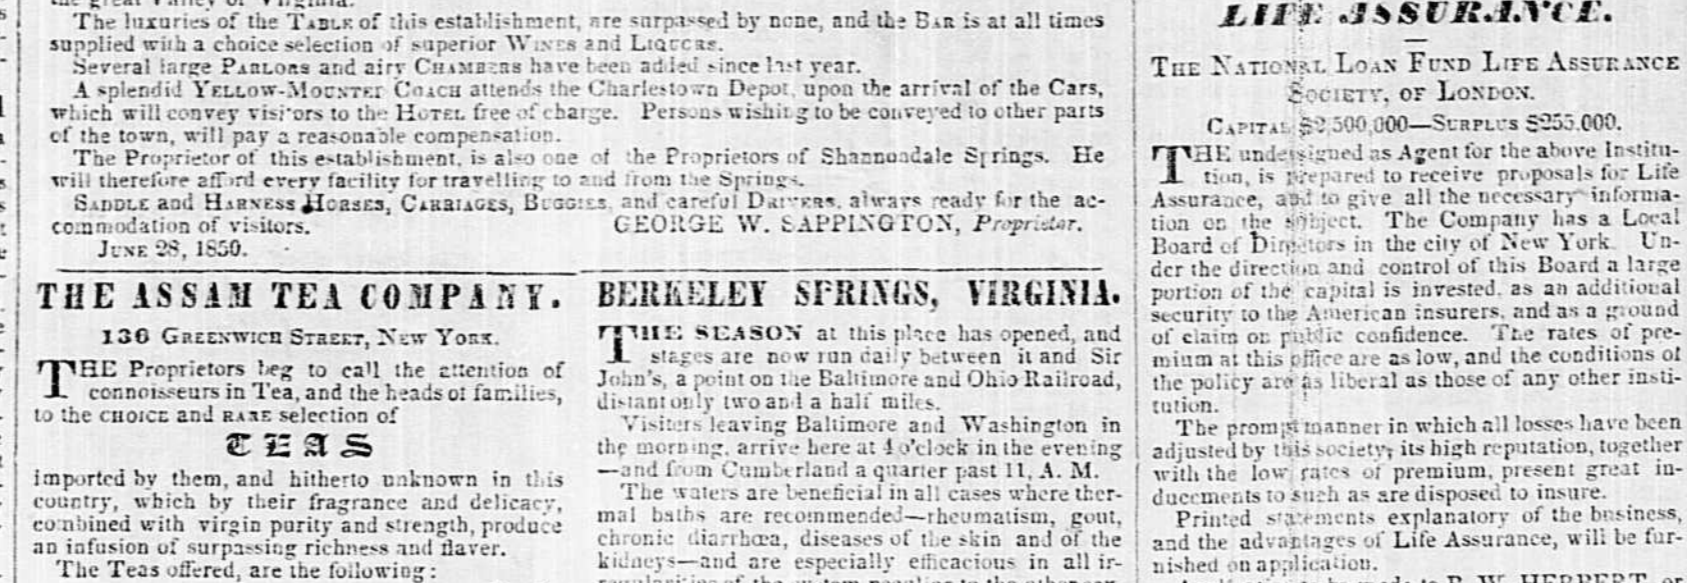 the great Valley of Virginia.
The luxuries of the TABLE of this establishment, are surpassed by none, and the BAR is at all times
supplied with a choice selection of superior WINES and LIQUORS.
Several large PARLORS and airy CHAMBERS have been added since last year.
A splendid YELLOW-MOUNTED COACH attends the Charlestown Depot, upon the arrival of the Cars,
which will convey visitors to the HOTEL free of charge. Persons wishing to be conveyed to other parts
of the town, will pay a reasonable compensation.
The Proprietor of this establishment, is also one of the Proprietors of Shannondale Springs. He
will therefore afford every facility for travelling to and from the Springs.
SADDLE and HARNESS HORSES, CARRIAGES, BUGGIES, and careful DRIVERS, always ready for the ac-
commodation of visitors. GEORGE W. SAPPINGTON, Proprietor.
JUNE 28, 1850.
THE ASSAM TEA COMPANY.
136 GREENWICH STREET, NEW YORK.
THE Proprietors beg to call the attention of
connoisseurs in Tea, and the heads of families,
to the CHOICE and RARE selection of
TEAS
imported by them, and hitherto unknown in this
country, which by their fragrance and delicacy,
combined with virgin purity and strength, produce
an infusion of surpassing richness and flaver.
The Teas offered, are the following:
BERKELEY SPRINGS, VIRGINIA.
THE SEASON at this place has opened, and
stages are now run daily between it and Sir
John's, a point on the Baltimore and Ohio Railroad,
distant only two and a half miles.
Visiters leaving Baltimore and Washington in
the morning, arrive here at 4 o'clock in the evening
—and from Cumberland a quarter past 11, A. M.
The waters are beneficial in all cases where ther-
mal baths are recommended—rheumatism, gout,
chronic diarrhœa, diseases of the skin and of the
kidneys—and are especially efficacious in all ir-
LIFE ASSURANCE.
THE NATIONAL LOAN FUND LIFE ASSURANCE
SOCIETY, OF LONDON.
CAPITAL $2,500,000—SURPLUS $255,000.
THE undersigned as Agent for the above Institu-
tion, is prepared to receive proposals for Life
Assurance, and to give all the necessary informa-
tion on the subject. The Company has a Local
Board of Directors in the city of New York. Un-
der the direction and control of this Board a large
portion of the capital is invested, as an additional
security to the American insurers, and as a ground
of claim on public confidence. The rates of pre-
mium at this office are as low, and the conditions of
the policy are as liberal as those of any other insti-
tution.
The prompt manner in which all losses have been
adjusted by this society, its high reputation, together
with the low rates of premium, present great in-
ducements to such as are disposed to insure.
Printed statements explanatory of the business,
and the advantages of Life Assurance, will be fur-
nished on application.